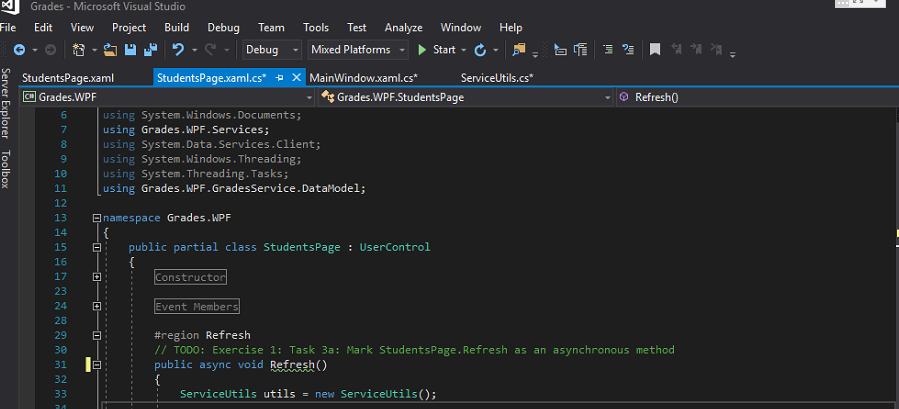 Grades - Microsoft Visual Studio
File Edit View Project Build Debug Team Tools Test Analyze Window Help
Debug Mixed Platforms Start
Server Explorer
Toolbox
StudentsPage.xaml StudentsPage.xaml.cs* MainWindow.xaml.cs* ServiceUtils.cs*
Grades.WPF Grades.WPF.StudentsPage Refresh()
6 using System.Windows.Documents;
7 using Grades.WPF.Services;
8 using System.Data.Services.Client;
9 using System.Windows.Threading;
10 using System.Threading.Tasks;
11 using Grades.WPF.GradesService.DataModel;
12
13 namespace Grades.WPF
14 {
15 public partial class StudentsPage : UserControl
16 {
17 Constructor
23
24 Event Members
28
29 #region Refresh
30 // TODO: Exercise 1: Task 3a: Mark StudentsPage.Refresh as an asynchronous method
31 public async void Refresh()
32 {
33 ServiceUtils utils = new ServiceUtils();
34